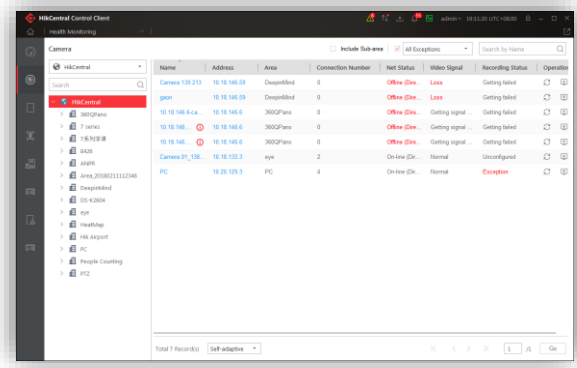 HikCentral Control Client
admin 19:11:20 UTC+08:00
Health Monitoring
Camera
Include Sub-area All Exceptions Search by Name
HikCentral
Search
HikCentral
360QPano
7 series
8426
ANPR
Area_20180211112346
DeepinMind
DS-K2604
eye
HeatMap
Hik Airport
PC
People Counting
PTZ
Name Address Area Connection Number Net Status Video Signal Recording Status Operation
Camera 139.213 10.18.146.59 DeepinMind 0 Offline (Dire... Loss Getting failed
gaon 10.18.146.59 DeepinMind 0 Offline (Dire... Loss Getting failed
10.18.146.6-ca... 10.18.146.6 360QPano 0 Offline (Dire... Getting signal ... Getting failed
10.18.146.... 10.18.146.6 360QPano 0 Offline (Dire... Getting signal ... Getting failed
10.18.146.... 10.18.146.6 360QPano 0 Offline (Dire... Getting signal ... Getting failed
Camera 01_138... 10.18.133.3 eye 2 On-line (Dir... Normal Unconfigured
PC 10.20.129.3 PC 4 On-line (Dir... Normal Exception
Total 7 Record(s) Self-adaptive 1 /1 Go